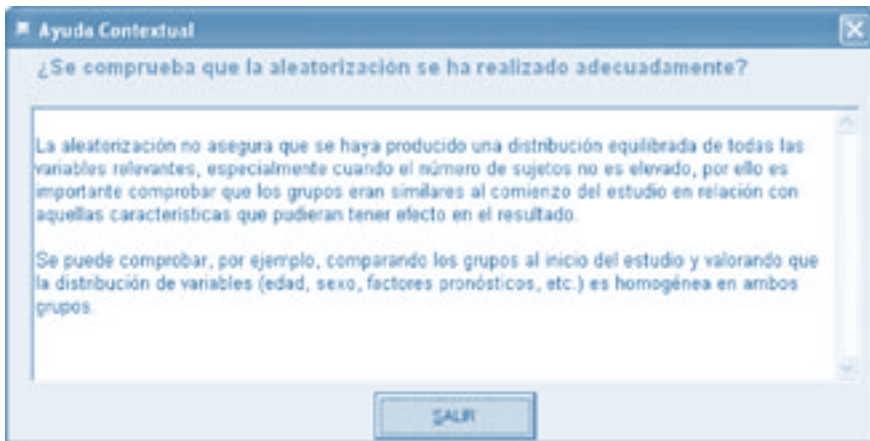 Ayuda Contextual
¿Se comprueba que la aleatorización se ha realizado adecuadamente?
La aleatorización no asegura que se haya producido una distribución equilibrada de todas las
variables relevantes, especialmente cuando el número de sujetos no es elevado, por ello es
importante comprobar que los grupos eran similares al comienzo del estudio en relación con
aquellas características que pudieran tener efecto en el resultado.
Se puede comprobar, por ejemplo, comparando los grupos al inicio del estudio y valorando que
la distribución de variables (edad, sexo, factores pronósticos, etc.) es homogénea en ambos
grupos.
SALIR